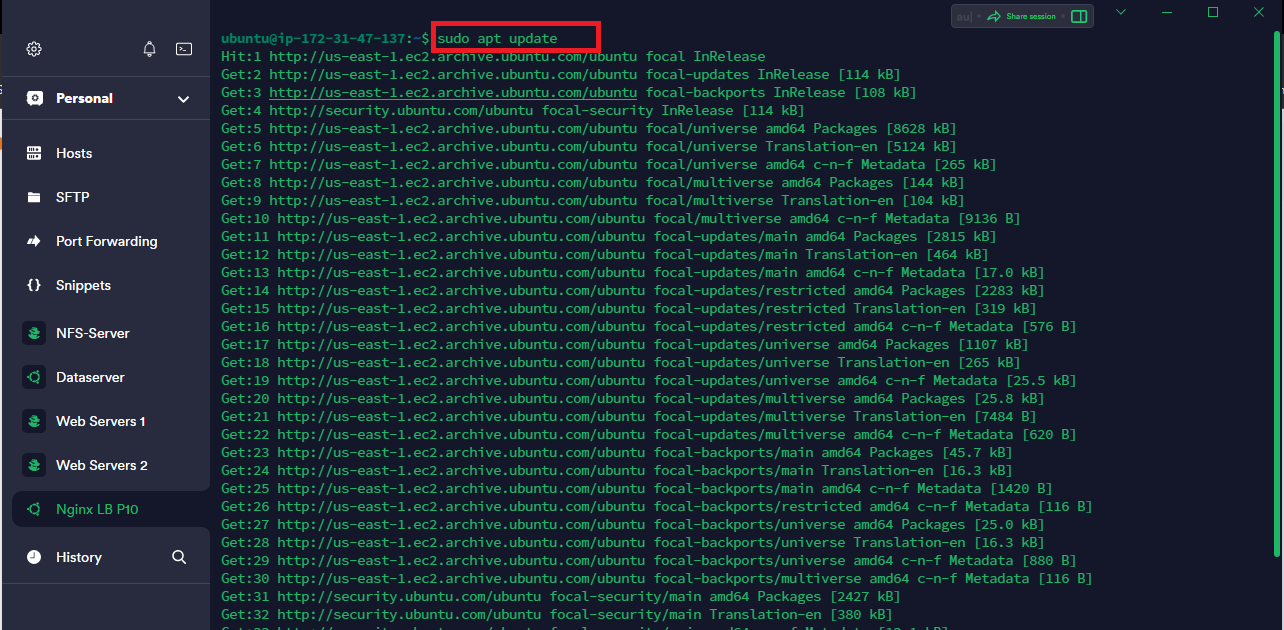 Share session
Personal
Hosts
SFTP
Port Forwarding
{} Snippets
NFS-Server
Dataserver
Web Servers 1
Web Servers 2
Nginx LB P10
History
ubuntu@ip-172-31-47-137:~$ sudo apt update
Hit:1 http://us-east-1.ec2.archive.ubuntu.com/ubuntu focal InRelease
Get:2 http://us-east-1.ec2.archive.ubuntu.com/ubuntu focal-updates InRelease [114 kB]
Get:3 http://us-east-1.ec2.archive.ubuntu.com/ubuntu focal-backports InRelease [108 kB]
Get:4 http://security.ubuntu.com/ubuntu focal-security InRelease [114 kB]
Get:5 http://us-east-1.ec2.archive.ubuntu.com/ubuntu focal/universe amd64 Packages [8628 kB]
Get:6 http://us-east-1.ec2.archive.ubuntu.com/ubuntu focal/universe Translation-en [5124 kB]
Get:7 http://us-east-1.ec2.archive.ubuntu.com/ubuntu focal/universe amd64 c-n-f Metadata [265 kB]
Get:8 http://us-east-1.ec2.archive.ubuntu.com/ubuntu focal/multiverse amd64 Packages [144 kB]
Get:9 http://us-east-1.ec2.archive.ubuntu.com/ubuntu focal/multiverse Translation-en [104 kB]
Get:10 http://us-east-1.ec2.archive.ubuntu.com/ubuntu focal/multiverse amd64 c-n-f Metadata [9136 B]
Get:11 http://us-east-1.ec2.archive.ubuntu.com/ubuntu focal-updates/main amd64 Packages [2815 kB]
Get:12 http://us-east-1.ec2.archive.ubuntu.com/ubuntu focal-updates/main Translation-en [464 kB]
Get:13 http://us-east-1.ec2.archive.ubuntu.com/ubuntu focal-updates/main amd64 c-n-f Metadata [17.0 kB]
Get:14 http://us-east-1.ec2.archive.ubuntu.com/ubuntu focal-updates/restricted amd64 Packages [2283 kB]
Get:15 http://us-east-1.ec2.archive.ubuntu.com/ubuntu focal-updates/restricted Translation-en [319 kB]
Get:16 http://us-east-1.ec2.archive.ubuntu.com/ubuntu focal-updates/restricted amd64 c-n-f Metadata [576 B]
Get:17 http://us-east-1.ec2.archive.ubuntu.com/ubuntu focal-updates/universe amd64 Packages [1107 kB]
Get:18 http://us-east-1.ec2.archive.ubuntu.com/ubuntu focal-updates/universe Translation-en [265 kB]
Get:19 http://us-east-1.ec2.archive.ubuntu.com/ubuntu focal-updates/universe amd64 c-n-f Metadata [25.5 kB]
Get:20 http://us-east-1.ec2.archive.ubuntu.com/ubuntu focal-updates/multiverse amd64 Packages [25.8 kB]
Get:21 http://us-east-1.ec2.archive.ubuntu.com/ubuntu focal-updates/multiverse Translation-en [7484 B]
Get:22 http://us-east-1.ec2.archive.ubuntu.com/ubuntu focal-updates/multiverse amd64 c-n-f Metadata [620 B]
Get:23 http://us-east-1.ec2.archive.ubuntu.com/ubuntu focal-backports/main amd64 Packages [45.7 kB]
Get:24 http://us-east-1.ec2.archive.ubuntu.com/ubuntu focal-backports/main Translation-en [16.3 kB]
Get:25 http://us-east-1.ec2.archive.ubuntu.com/ubuntu focal-backports/main amd64 c-n-f Metadata [1420 B]
Get:26 http://us-east-1.ec2.archive.ubuntu.com/ubuntu focal-backports/restricted amd64 c-n-f Metadata [116 B]
Get:27 http://us-east-1.ec2.archive.ubuntu.com/ubuntu focal-backports/universe amd64 Packages [25.0 kB]
Get:28 http://us-east-1.ec2.archive.ubuntu.com/ubuntu focal-backports/universe Translation-en [16.3 kB]
Get:29 http://us-east-1.ec2.archive.ubuntu.com/ubuntu focal-backports/universe amd64 c-n-f Metadata [880 B]
Get:30 http://us-east-1.ec2.archive.ubuntu.com/ubuntu focal-backports/multiverse amd64 c-n-f Metadata [116 B]
Get:31 http://security.ubuntu.com/ubuntu focal-security/main amd64 Packages [2427 kB]
Get:32 http://security.ubuntu.com/ubuntu focal-security/main Translation-en [380 kB]